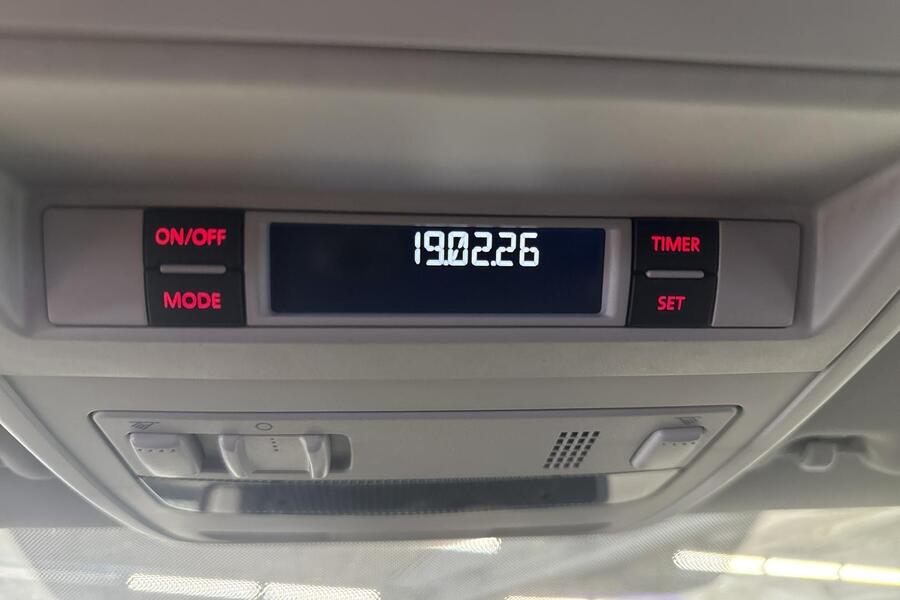 ON/OFF
MODE
19.02.26
TIMER
SET